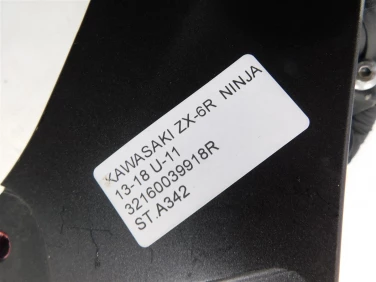 KAWASAKI ZX-6R NINJA
13-18 U-11
32160039918R
ST.A342